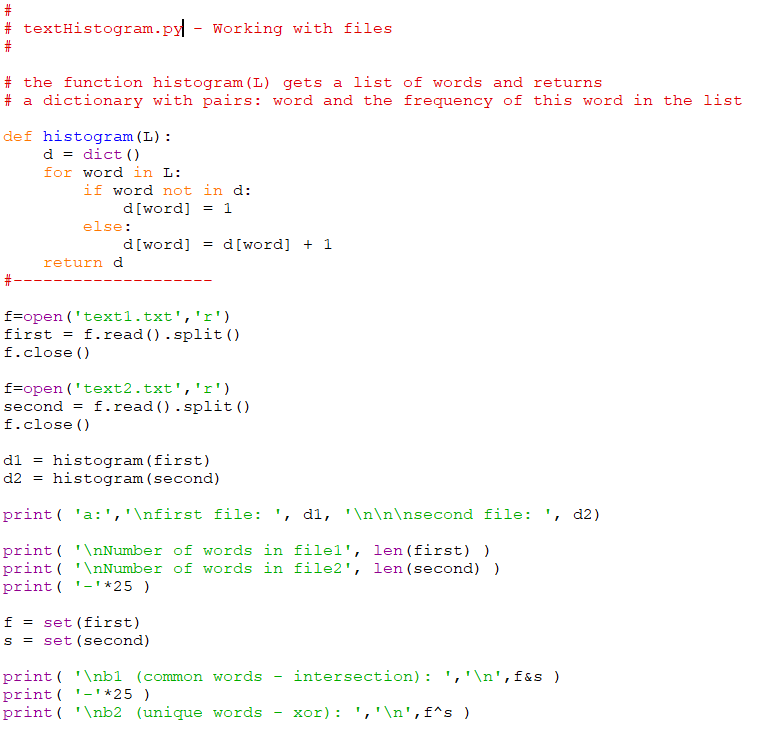 #
# textHistogram.py - Working with files
#
# the function histogram(L) gets a list of words and returns
# a dictionary with pairs: word and the frequency of this word in the list
def histogram(L):
    d = dict()
    for word in L:
        if word not in d:
            d[word] = 1
        else:
            d[word] = d[word] + 1
    return d
#--------------------
f=open('text1.txt','r')
first = f.read().split()
f.close()
f=open('text2.txt','r')
second = f.read().split()
f.close()
d1 = histogram(first)
d2 = histogram(second)
print( 'a:','\nfirst file: ', d1, '\n\n\nsecond file: ', d2)
print( '\nNumber of words in file1', len(first) )
print( '\nNumber of words in file2', len(second) )
print( '-'*25 )
f = set(first)
s = set(second)
print( '\nb1 (common words - intersection): ','\n',f&s )
print( '-'*25 )
print( '\nb2 (unique words - xor): ','\n',f^s )